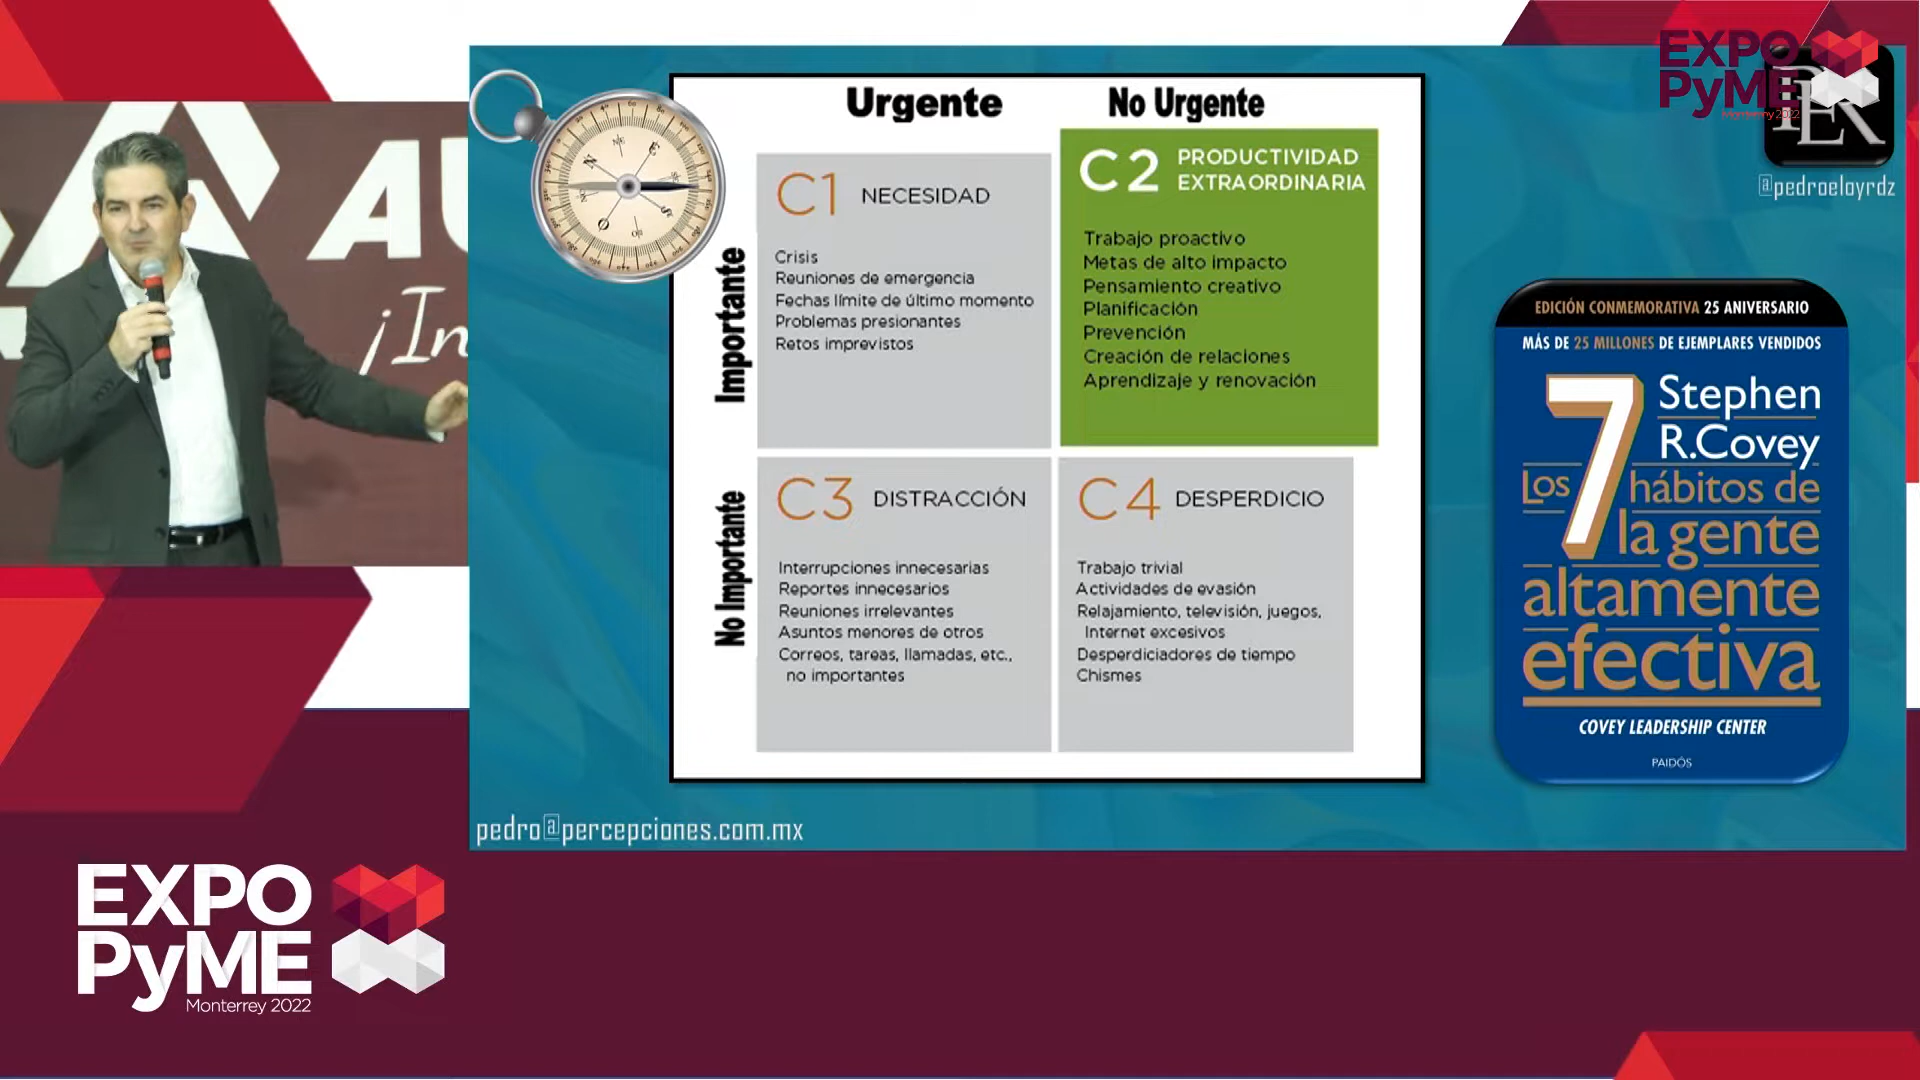 AU
¡In
Urgente
No Urgente
Importante
No Importante
C1 NECESIDAD
Crisis
Reuniones de emergencia
Fechas límite de último momento
Problemas presionantes
Retos imprevistos
C2 PRODUCTIVIDAD
EXTRAORDINARIA
Trabajo proactivo
Metas de alto impacto
Pensamiento creativo
Planificación
Prevención
Creación de relaciones
Aprendizaje y renovación
C3 DISTRACCIÓN
Interrupciones innecesarias
Reportes innecesarios
Reuniones irrelevantes
Asuntos menores de otros
Correos, tareas, llamadas, etc.,
no importantes
C4 DESPERDICIO
Trabajo trivial
Actividades de evasión
Relajamiento, televisión, juegos,
Internet excesivos
Desperdiciadores de tiempo
Chismes
EXPO
PyME
Monterrey 2022
PER
@pedroeloyrdz
EDICIÓN CONMEMORATIVA 25 ANIVERSARIO
MÁS DE 25 MILLONES DE EJEMPLARES VENDIDOS
Stephen
R.Covey
Los 7 hábitos de
la gente
altamente
efectiva
COVEY LEADERSHIP CENTER
PAIDÓS
pedro@percepciones.com.mx
EXPO
PyME
Monterrey 2022